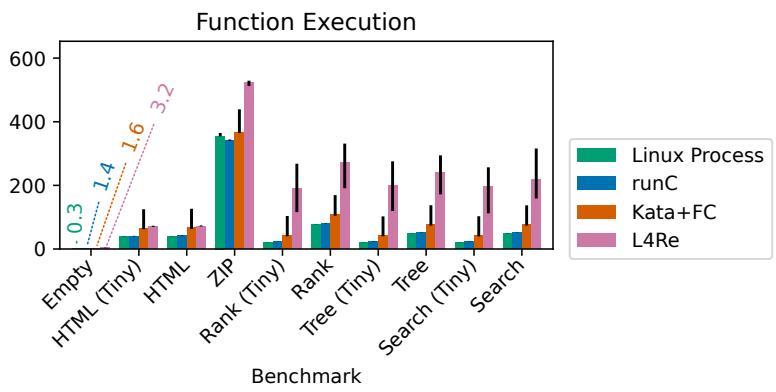 Function Execution
600
400
200
0
0.3
1.4
1.6
3.2
Empty
HTML (Tiny)
HTML
ZIP
Rank (Tiny)
Rank
Tree (Tiny)
Tree
Search (Tiny)
Search
Benchmark
Linux Process
runC
Kata+FC
L4Re